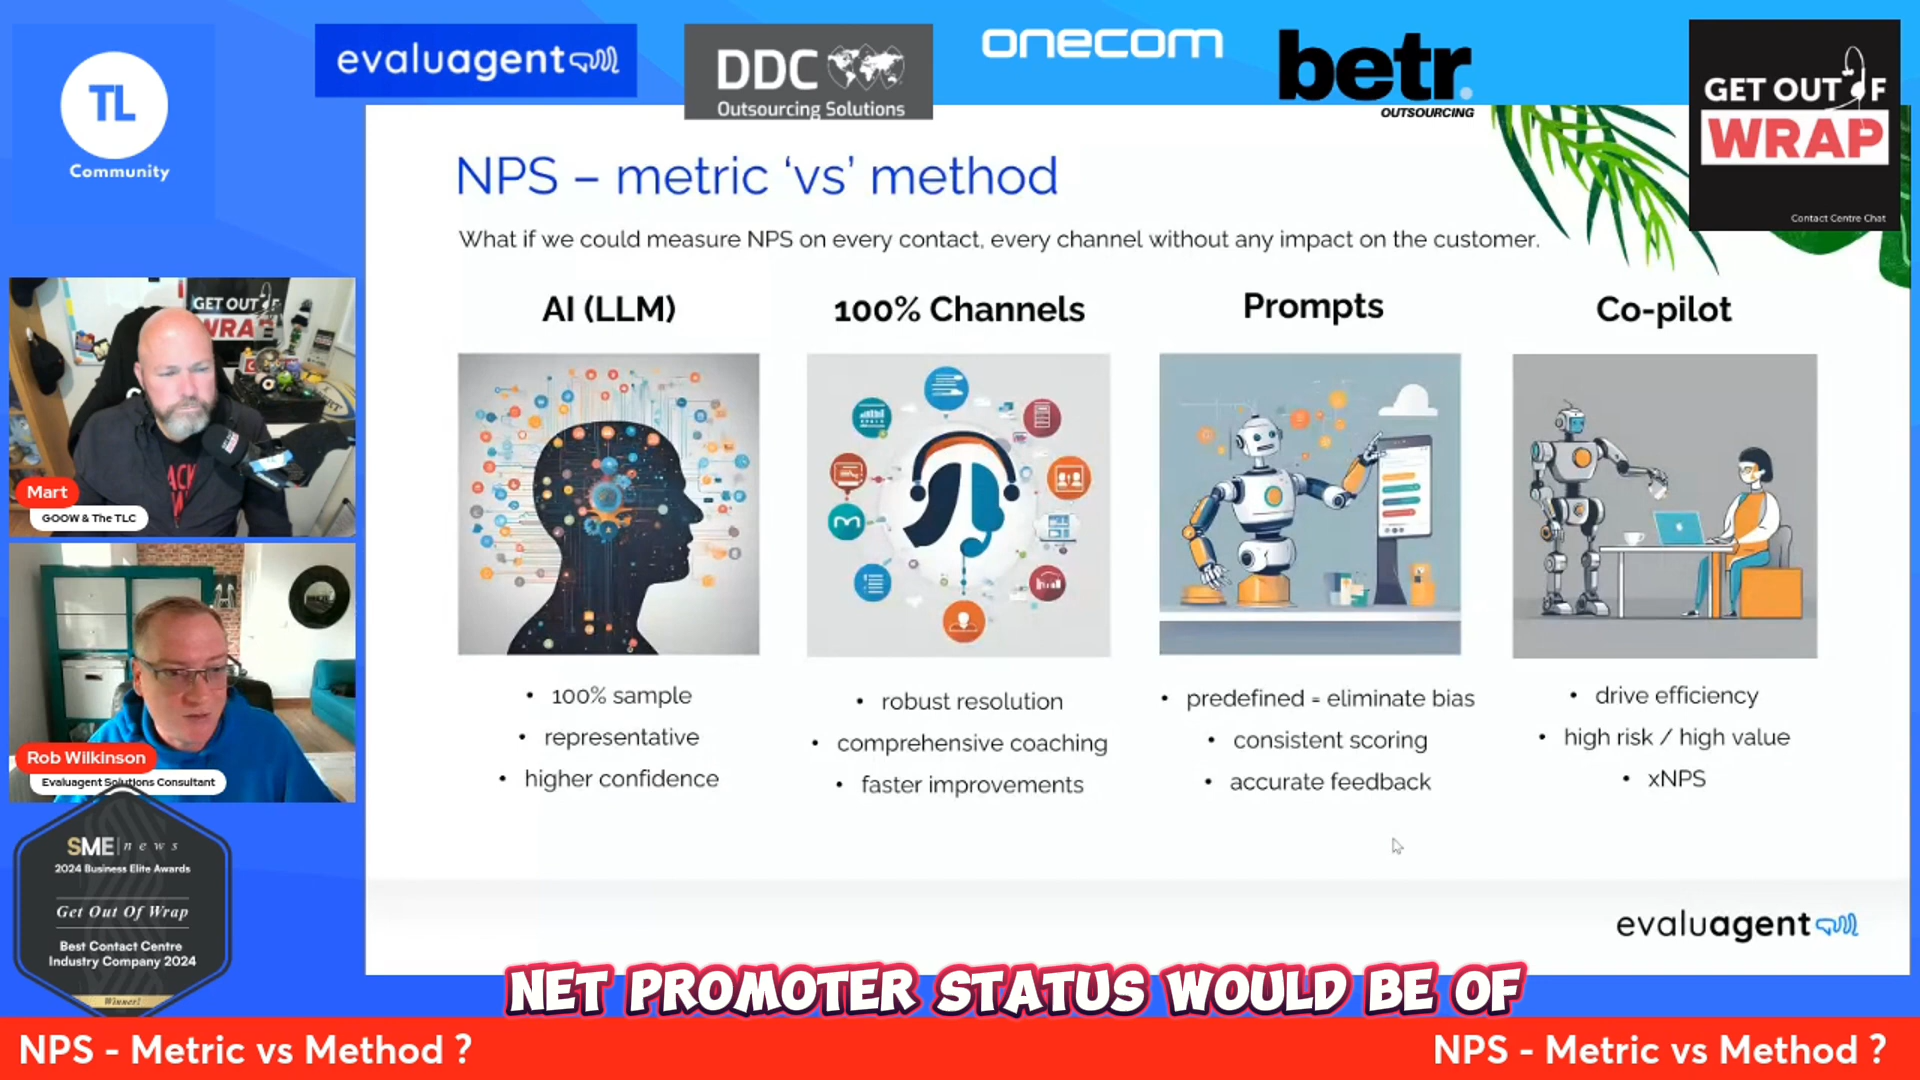 TL
Community
evaluagent
DDC
Outsourcing Solutions
onecom
betr.
OUTSOURCING
GET OUT OF
WRAP
Contact Centre Chat
NPS – metric ‘vs’ method
What if we could measure NPS on every contact, every channel without any impact on the customer.
AI (LLM)
• 100% sample
• representative
• higher confidence
100% Channels
• robust resolution
• comprehensive coaching
• faster improvements
Prompts
• predefined = eliminate bias
• consistent scoring
• accurate feedback
Co-pilot
• drive efficiency
• high risk / high value
• xNPS
evaluagent
GET OUT OF
WRAP
Mart
GOOW & The TLC
Rob Wilkinson
Evaluagent Solutions Consultant
SME news
2024 Business Elite Awards
Get Out Of Wrap
Best Contact Centre
Industry Company 2024
Winner!
NET PROMOTER STATUS WOULD BE OF
NPS - Metric vs Method ?
NPS - Metric vs Method ?